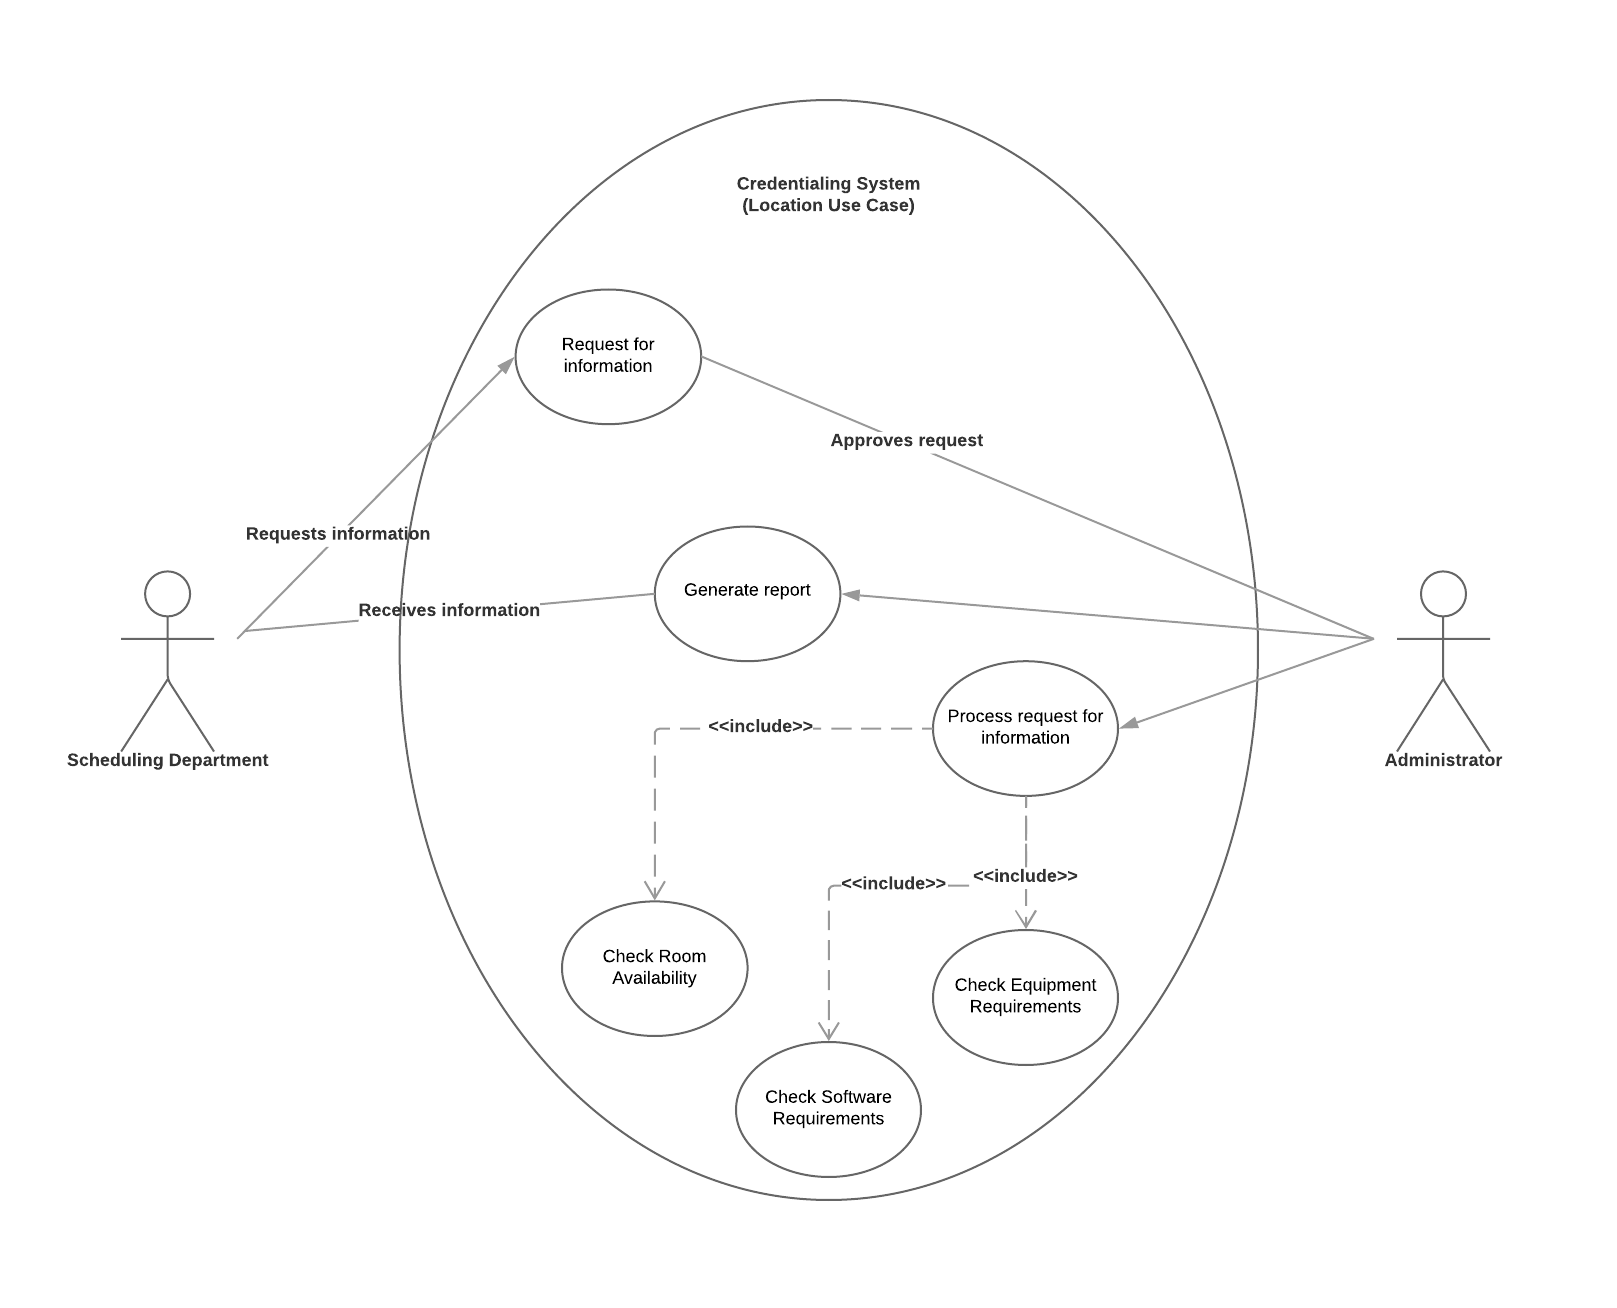 Credentialing System
(Location Use Case)
Request for
information
Approves request
Requests information
Generate report
Receives information
Process request for
information
<<include>>
Scheduling Department
Administrator
<<include>>
<<include>>
Check Room
Availability
Check Equipment
Requirements
Check Software
Requirements